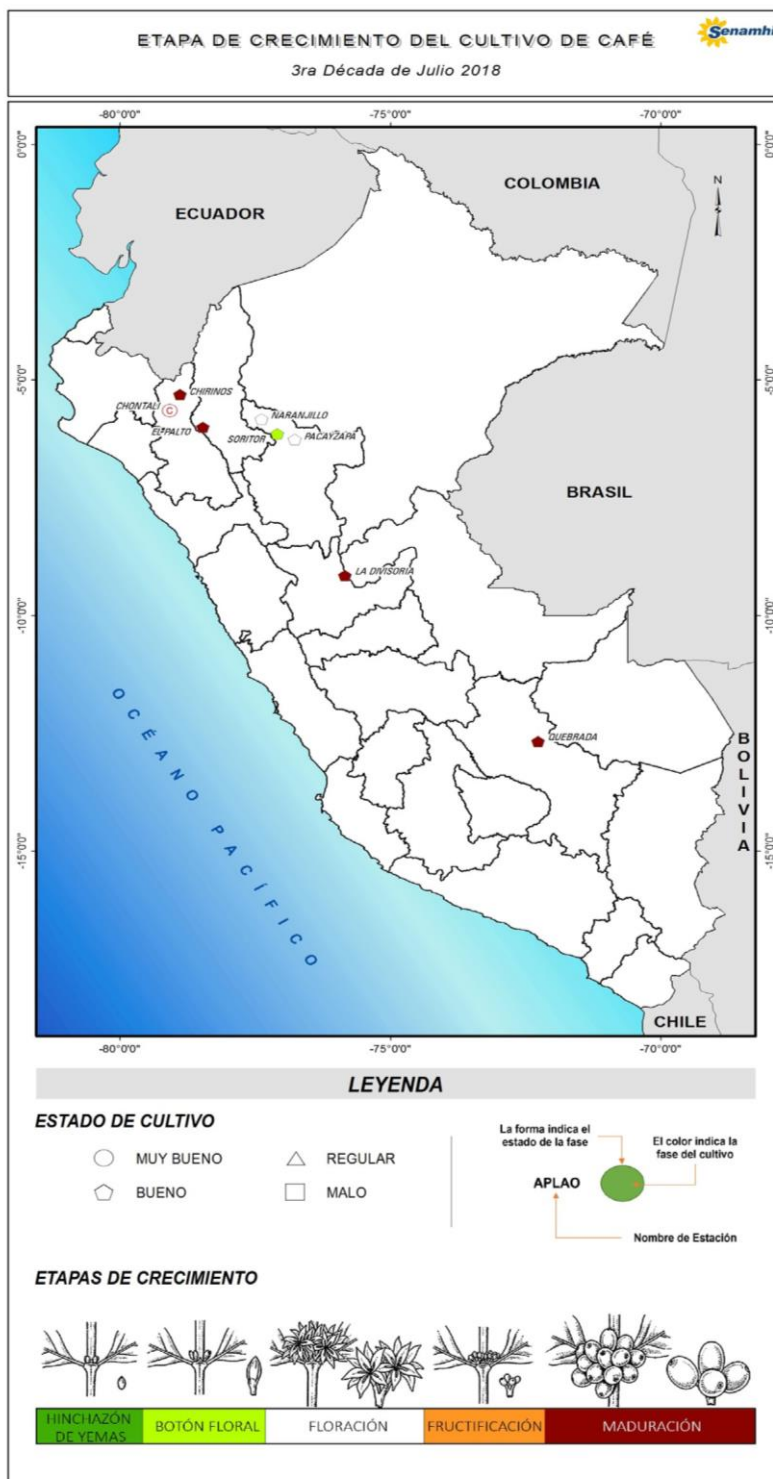 ETAPA DE CRECIMIENTO DEL CULTIVO DE CAFÉ
Senamhi
3ra Década de Julio 2018
-80°0'0"
-75°0'0"
-70°0'0"
0°0'0"
0°0'0"
COLOMBIA
N
ECUADOR
-5°0'0"
-5°0'0"
CHIRINOS
CHONTALI
C
NARANJILLO
EL PALTO
SORITOR
PACAYZAPA
BRASIL
LA DIVISORIA
-10°0'0"
-10°0'0"
OCÉANO PACÍFICO
QUEBRADA
BOLIVIA
-15°0'0"
-15°0'0"
CHILE
-80°0'0"
-75°0'0"
-70°0'0"
LEYENDA
ESTADO DE CULTIVO
MUY BUENO
REGULAR
BUENO
MALO
La forma indica el
estado de la fase
El color indica la
fase del cultivo
APLAO
Nombre de Estación
ETAPAS DE CRECIMIENTO
HINCHAZÓN
DE YEMAS
BOTÓN FLORAL
FLORACIÓN
FRUCTIFICACIÓN
MADURACIÓN